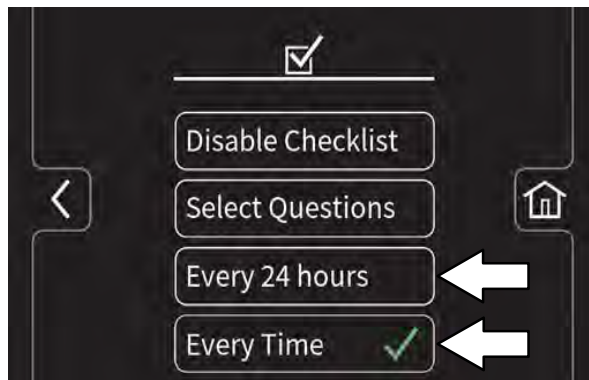 Disable Checklist
Select Questions
Every 24 hours
Every Time